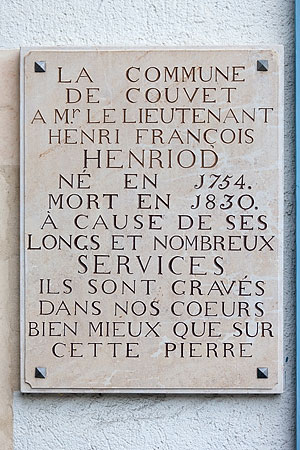 LA COMMUNE
DE COUVET
A Mr LE LIEUTENANT
HENRI FRANÇOIS
HENRIOD
NÉ EN 1754.
MORT EN 1830.
À CAUSE DE SES
LONGS ET NOMBREUX
SERVICES
ILS SONT GRAVÉS
DANS NOS COEURS
BIEN MIEUX QUE SUR
CETTE PIERRE